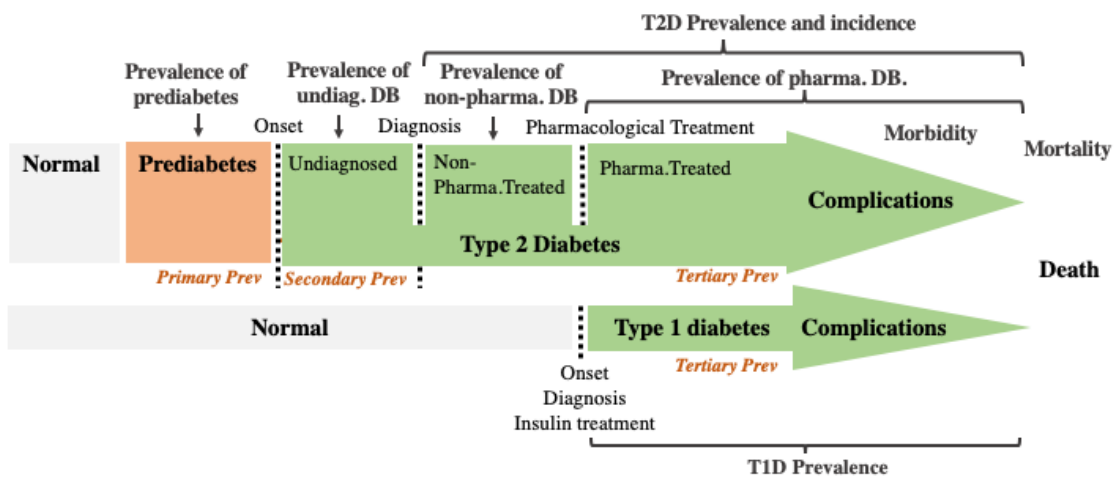 T2D Prevalence and incidence
Prevalence of
prediabetes
Prevalence of
undiag. DB
Prevalence of
non-pharma. DB
Prevalence of pharma. DB.
Onset
Diagnosis
Pharmacological Treatment
Morbidity
Mortality
Normal
Prediabetes
Undiagnosed
Non-
Pharma.Treated
Pharma.Treated
Complications
Type 2 Diabetes
Primary Prev
Secondary Prev
Tertiary Prev
Death
Normal
Type 1 diabetes
Complications
Tertiary Prev
Onset
Diagnosis
Insulin treatment
T1D Prevalence